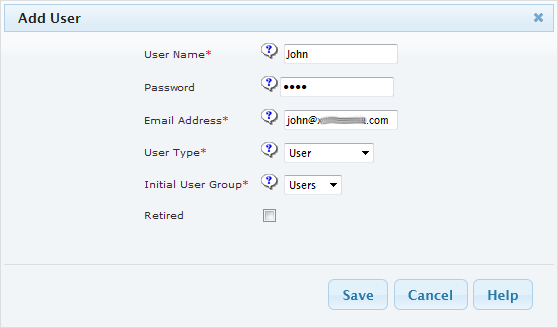 Add User
User Name* John
Password ••••
Email Address* john@x .com
User Type* User
Initial User Group* Users
Retired
Save Cancel Help